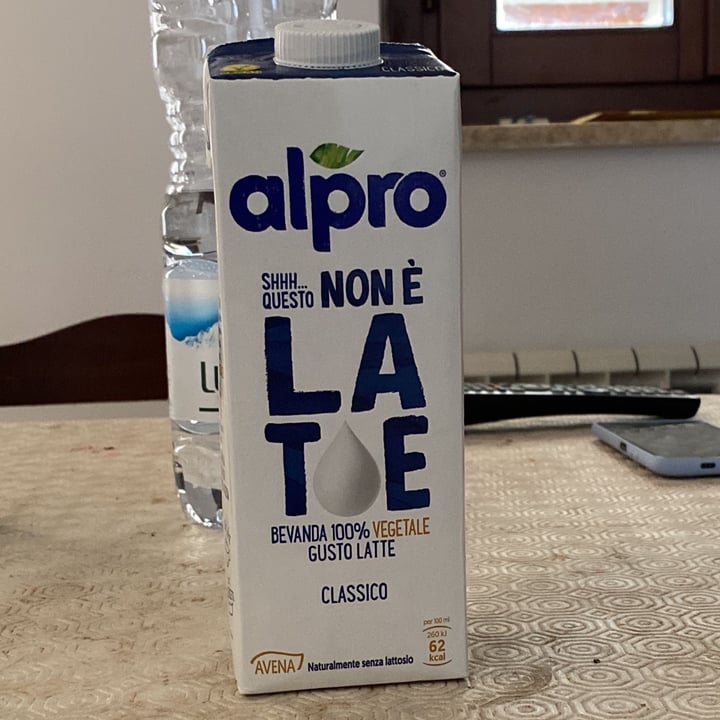 CLASSICO
alpro®
SHHH...
QUESTO NON È
LA
TE
BEVANDA 100% VEGETALE
GUSTO LATTE
CLASSICO
per 100 ml
260 kJ
62
kcal
AVENA
Naturalmente senza lattosio